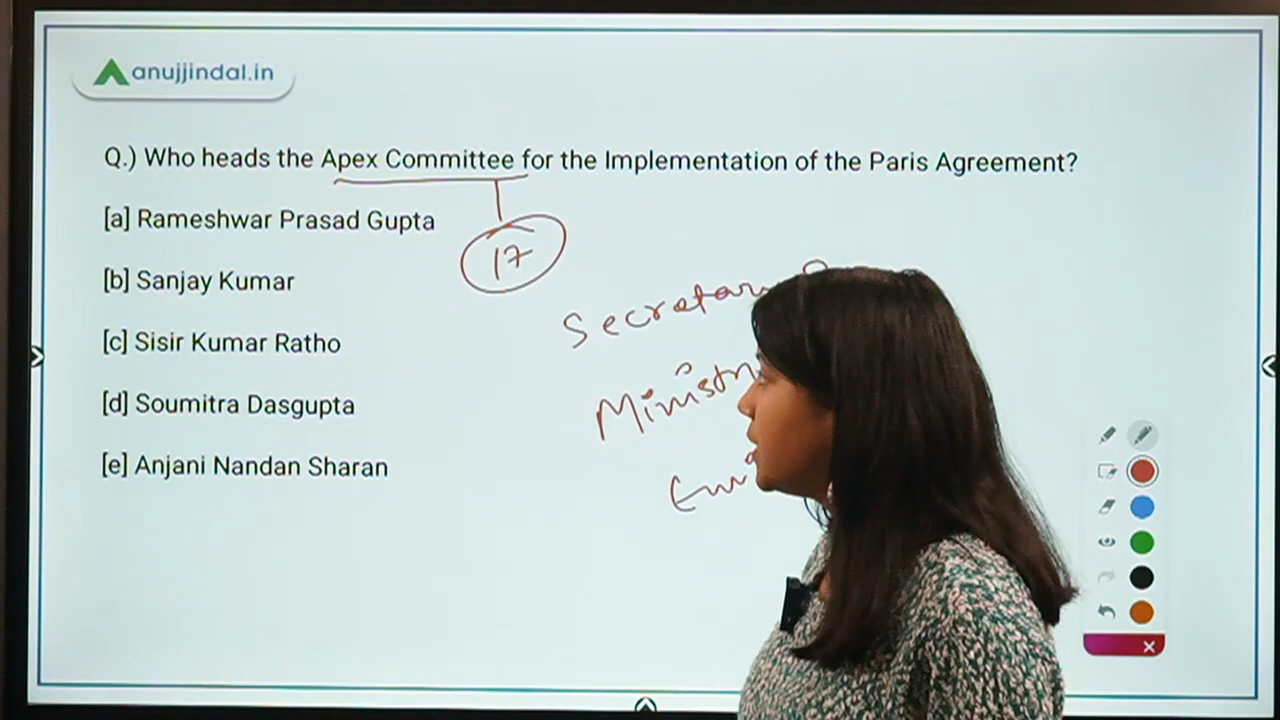 anujjindal.in
Q.) Who heads the Apex Committee for the Implementation of the Paris Agreement?
[a] Rameshwar Prasad Gupta
17
[b] Sanjay Kumar
[c] Sisir Kumar Ratho
[d] Soumitra Dasgupta
[e] Anjani Nandan Sharan